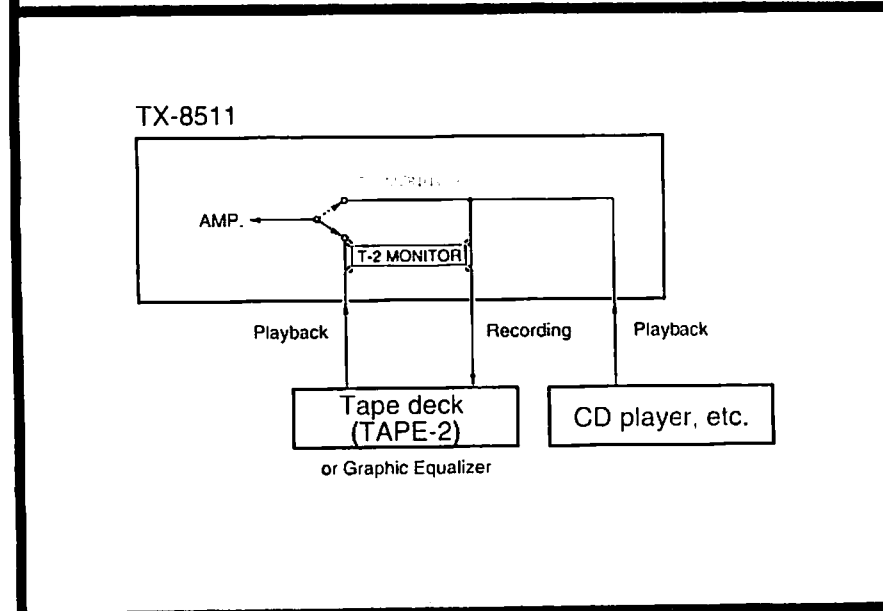 TX-8511
AMP.
T-2 MONITOR
Playback
Recording
Playback
Tape deck
(TAPE-2)
or Graphic Equalizer
CD player, etc.